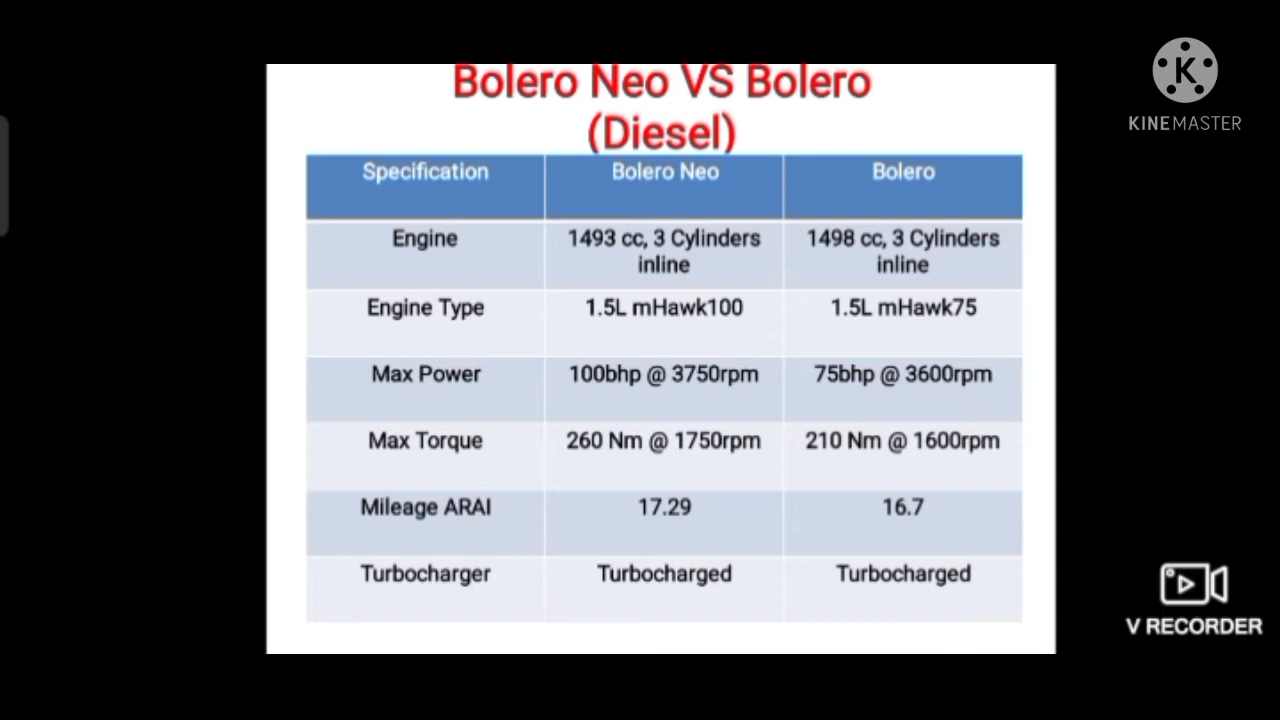 Bolero Neo VS Bolero
(Diesel)
KINEMASTER
Specification Bolero Neo Bolero
Engine 1493 cc, 3 Cylinders inline 1498 cc, 3 Cylinders inline
Engine Type 1.5L mHawk100 1.5L mHawk75
Max Power 100bhp @ 3750rpm 75bhp @ 3600rpm
Max Torque 260 Nm @ 1750rpm 210 Nm @ 1600rpm
Mileage ARAI 17.29 16.7
Turbocharger Turbocharged Turbocharged
V RECORDER